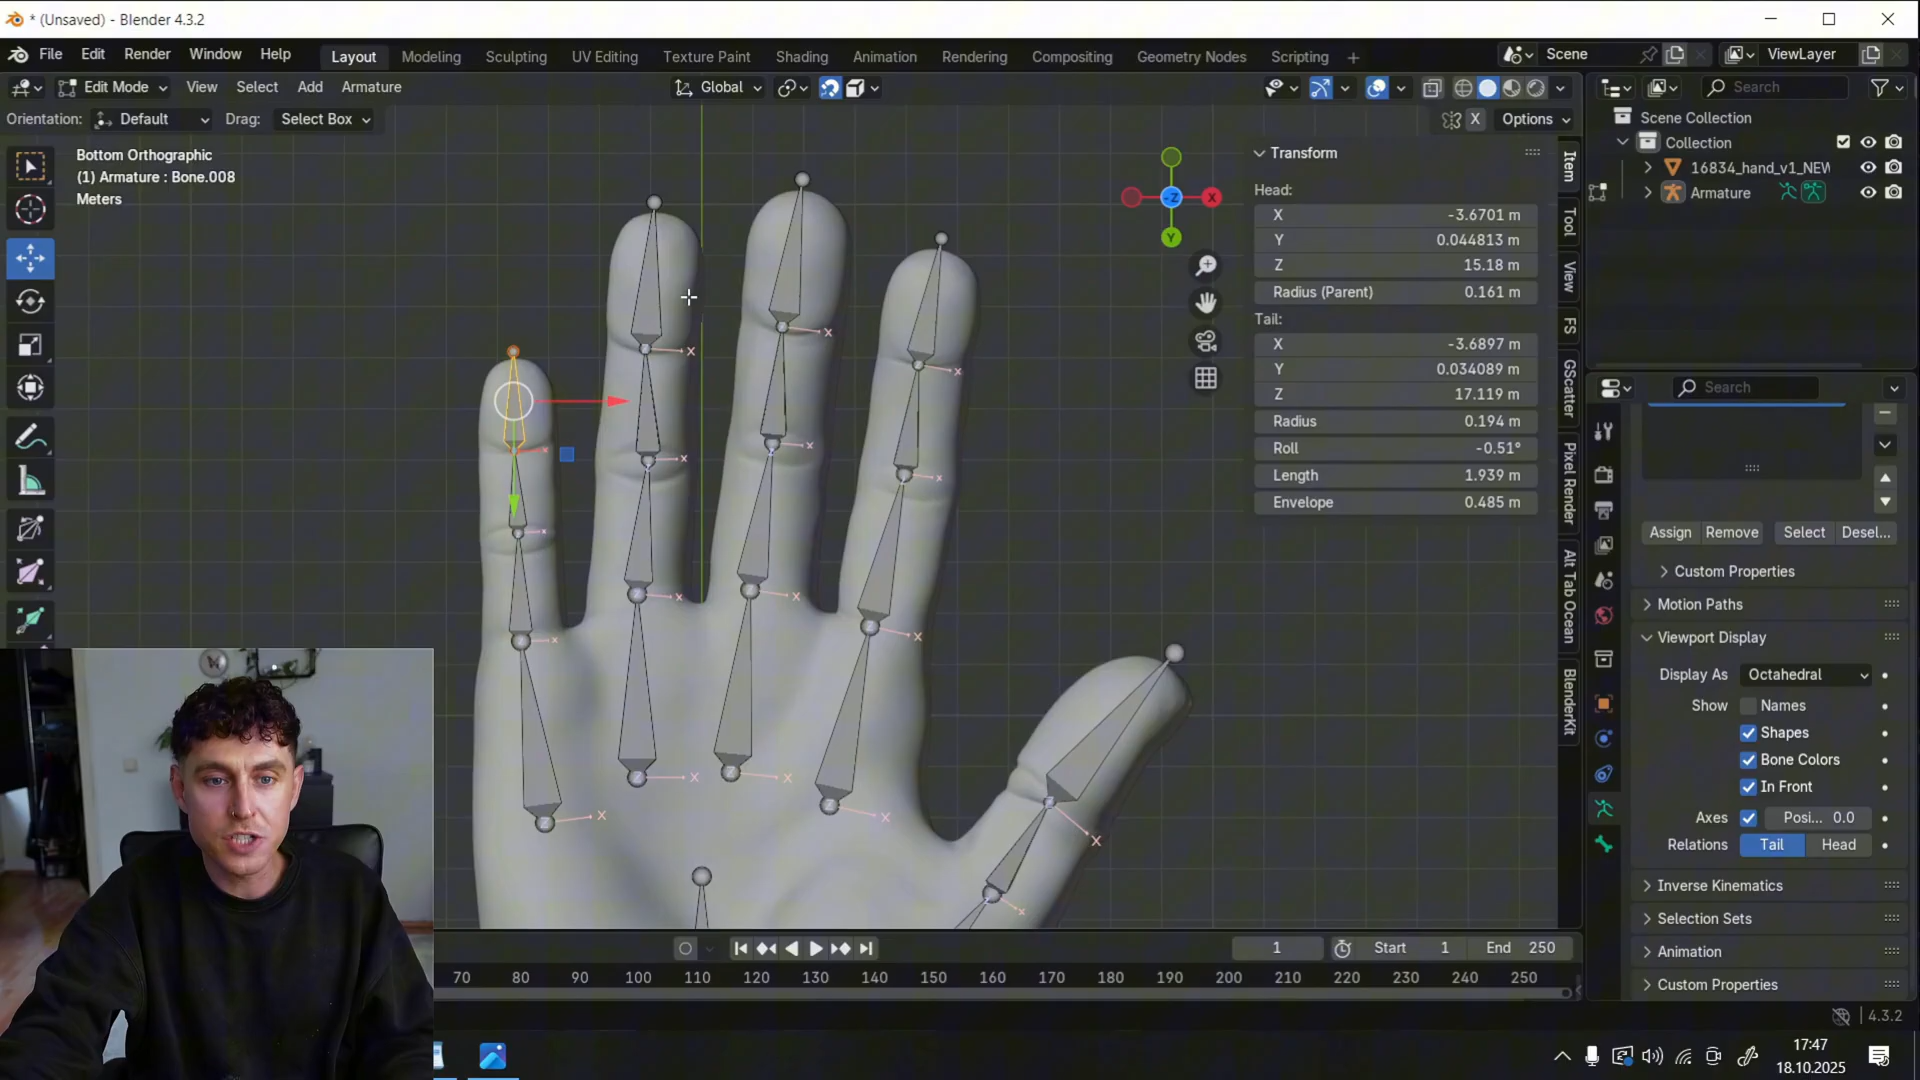 * (Unsaved) - Blender 4.3.2
File Edit Render Window Help Layout Modeling Sculpting UV Editing Texture Paint Shading Animation Rendering Compositing Geometry Nodes Scripting + Scene ViewLayer
Edit Mode View Select Add Armature Global Search
Orientation: Default Drag: Select Box X Options
Scene Collection
Collection
16834_hand_v1_NEW
Armature
Bottom Orthographic
(1) Armature : Bone.008
Meters
-Z X Y
Transform
Head:
X -3.6701 m
Y 0.044813 m
Z 15.18 m
Radius (Parent) 0.161 m
Tail:
X -3.6897 m
Y 0.034089 m
Z 17.119 m
Radius 0.194 m
Roll -0.51°
Length 1.939 m
Envelope 0.485 m
Item
Tool
View
FS
GScatter
Pixel Render
Alt Tab Ocean
BlenderKit
Search
Assign Remove Select Desel...
Custom Properties
Motion Paths
Viewport Display
Display As Octahedral
Show Names
Shapes
Bone Colors
In Front
Axes Posi... 0.0
Relations Tail Head
Inverse Kinematics
Selection Sets
Animation
Custom Properties
1 Start 1 End 250
70 80 90 100 110 120 130 140 150 160 170 180 190 200 210 220 230 240 250
4.3.2
17:47
18.10.2025